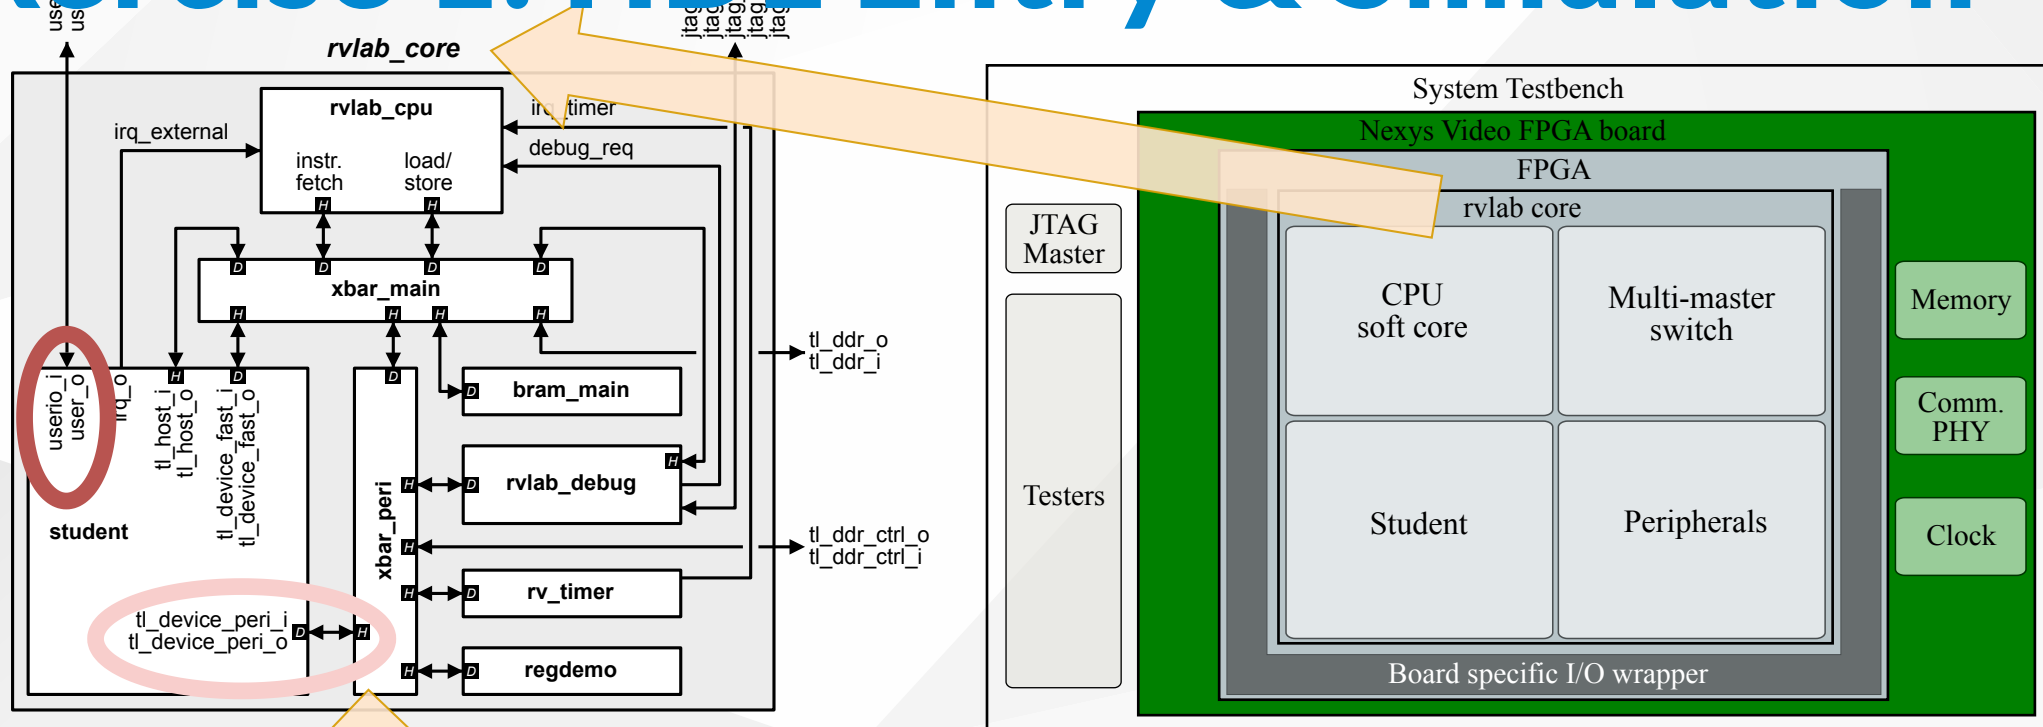 rvlab_core
rvlab_cpu
irq_timer
irq_external
debug_req
instr.
fetch
load/
store
H
H
D
D
D
D
xbar_main
H
H
H
H
tl_ddr_o
tl_ddr_i
userio_i
user_o
irq_o
H
tl_host_i
tl_host_o
D
tl_device_fast_i
tl_device_fast_o
student
tl_device_peri_i
tl_device_peri_o
D
D
xbar_peri
H
H
H
H
H
D
bram_main
D
rvlab_debug
H
tl_ddr_ctrl_o
tl_ddr_ctrl_i
D
rv_timer
D
regdemo
System Testbench
Nexys Video FPGA board
FPGA
rvlab core
JTAG
Master
Testers
CPU
soft core
Multi-master
switch
Student
Peripherals
Board specific I/O wrapper
Memory
Comm.
PHY
Clock